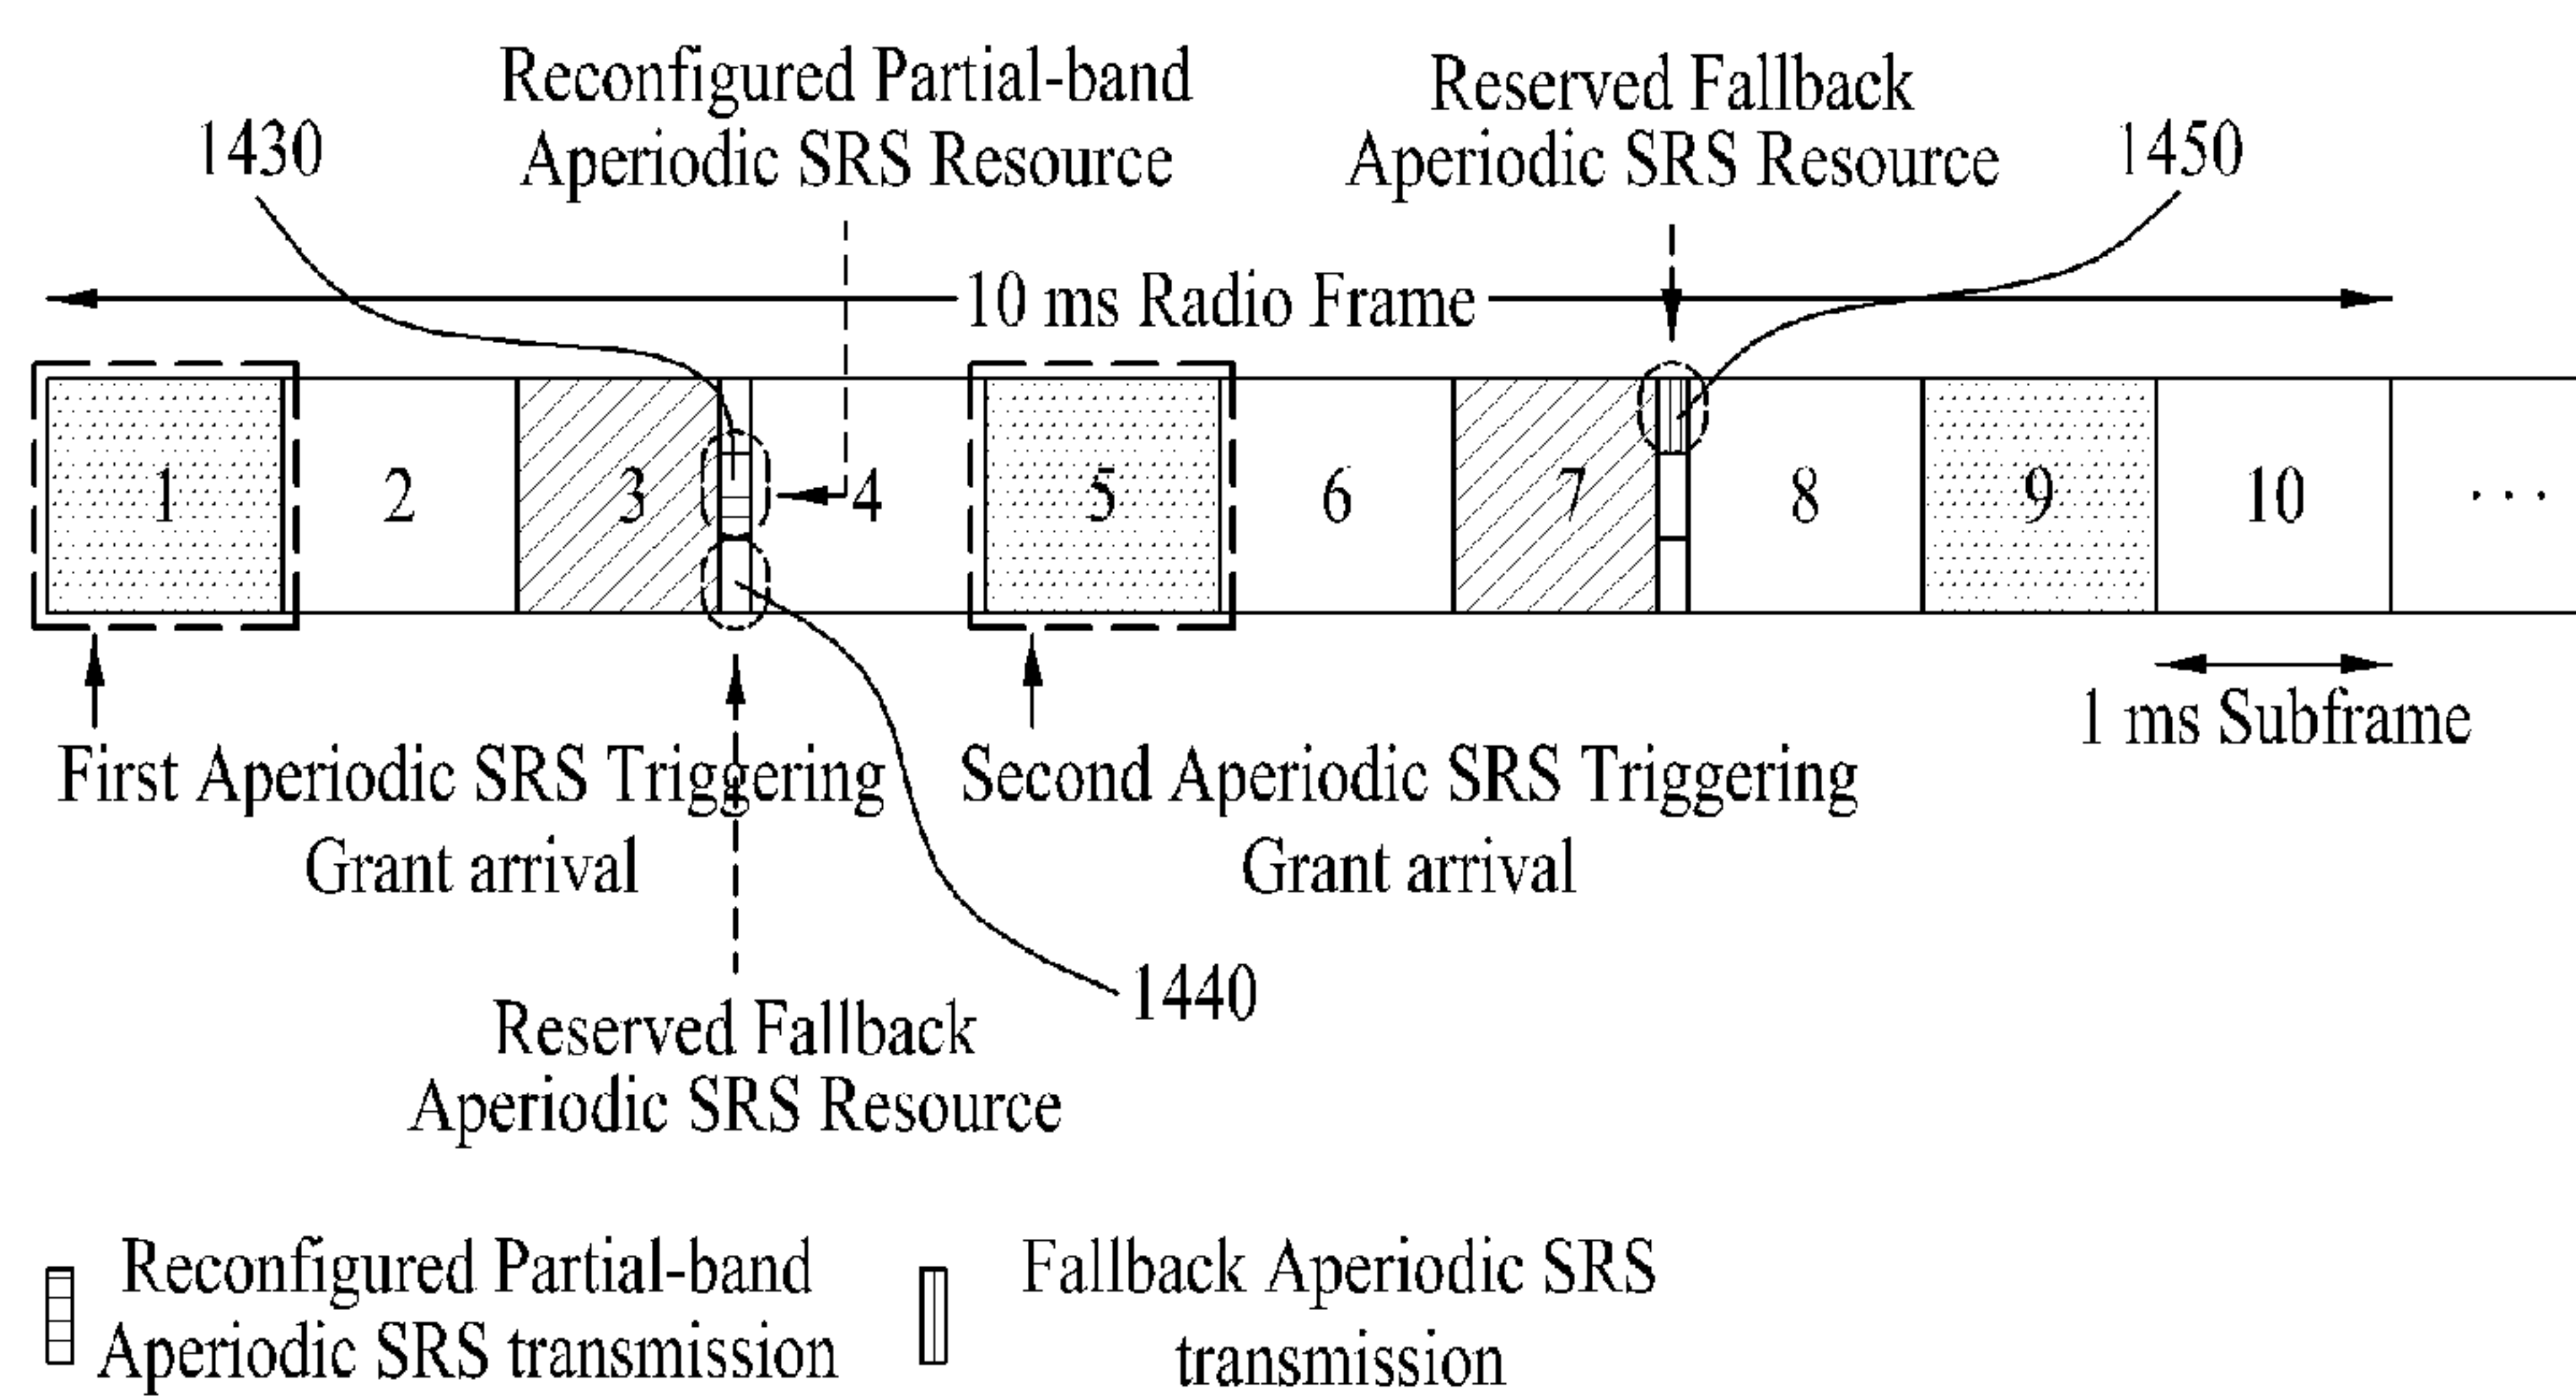 Reconfigured Partial-band
Aperiodic SRS Resource
Reserved Fallback
Aperiodic SRS Resource
1430
1450
10 ms Radio Frame
1 2 3 4 5 6 7 8 9 10 ...
1 ms Subframe
First Aperiodic SRS Triggering
Grant arrival
Second Aperiodic SRS Triggering
Grant arrival
1440
Reserved Fallback
Aperiodic SRS Resource
Reconfigured Partial-band
Aperiodic SRS transmission
Fallback Aperiodic SRS
transmission